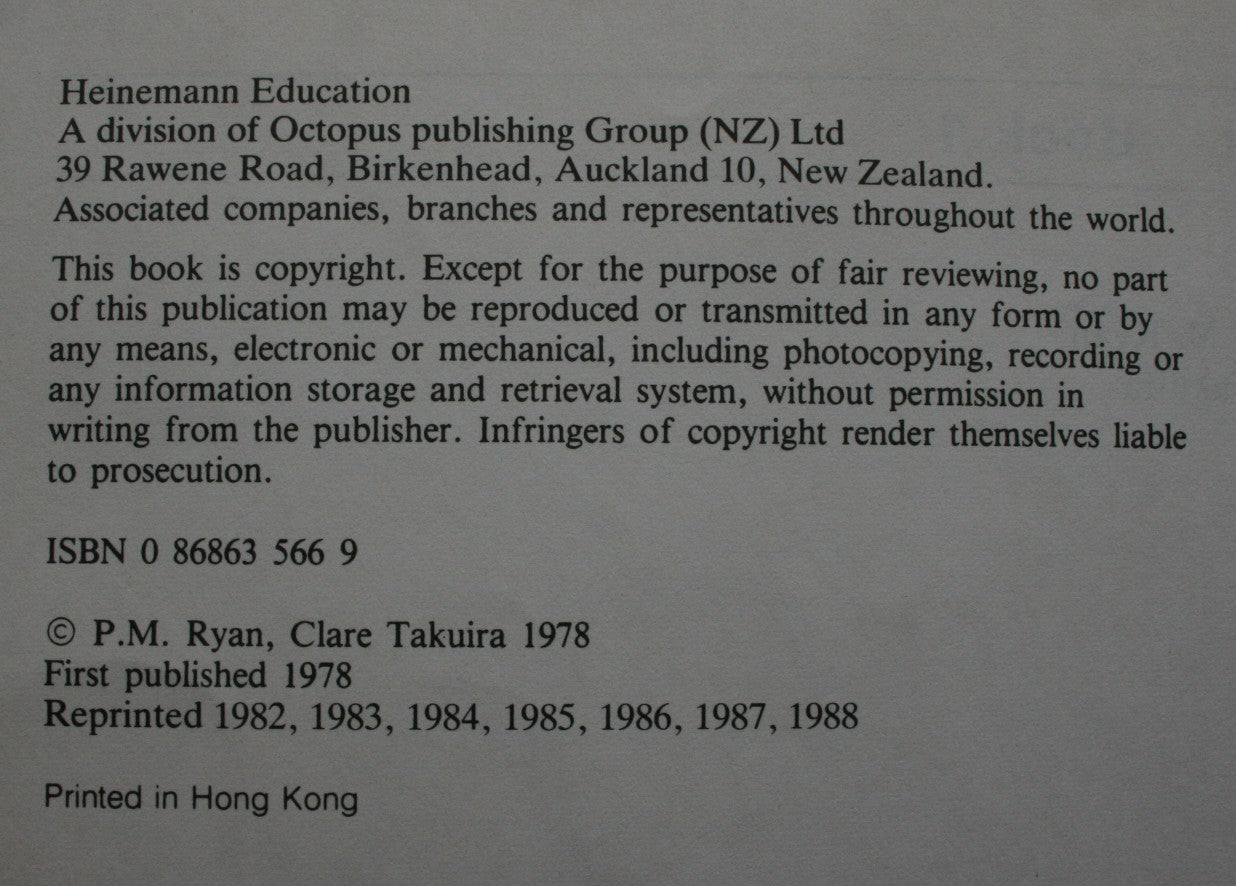 Heinemann Education
A division of Octopus publishing Group (NZ) Ltd
39 Rawene Road, Birkenhead, Auckland 10, New Zealand.
Associated companies, branches and representatives throughout the world.
This book is copyright. Except for the purpose of fair reviewing, no part
of this publication may be reproduced or transmitted in any form or by
any means, electronic or mechanical, including photocopying, recording or
any information storage and retrieval system, without permission in
writing from the publisher. Infringers of copyright render themselves liable
to prosecution.
ISBN 0 86863 566 9
© P.M. Ryan, Clare Takuira 1978
First published 1978
Reprinted 1982, 1983, 1984, 1985, 1986, 1987, 1988
Printed in Hong Kong